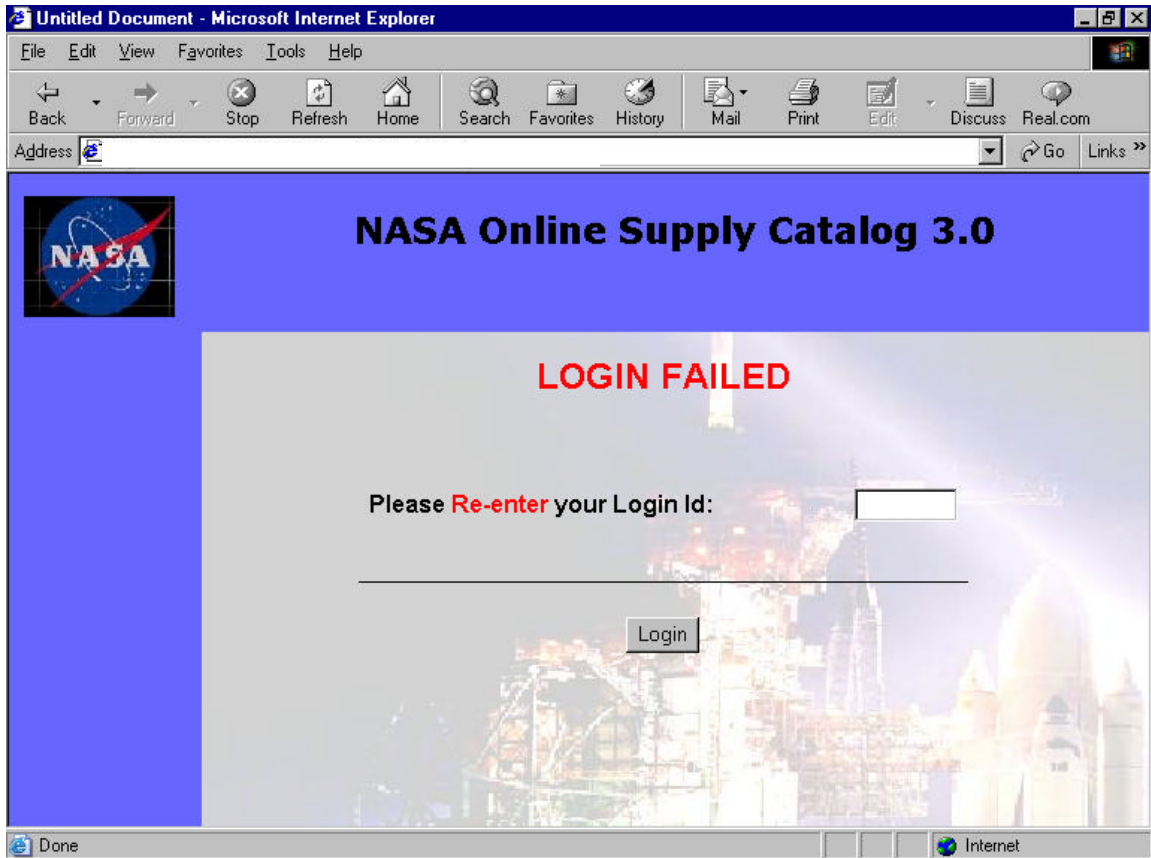 Untitled Document - Microsoft Internet Explorer
File Edit View Favorites Tools Help
Back Forward Stop Refresh Home Search Favorites History Mail Print Edit Discuss Real.com
Address Go Links »
NASA
NASA Online Supply Catalog 3.0
LOGIN FAILED
Please Re-enter your Login Id:
Login
Done Internet